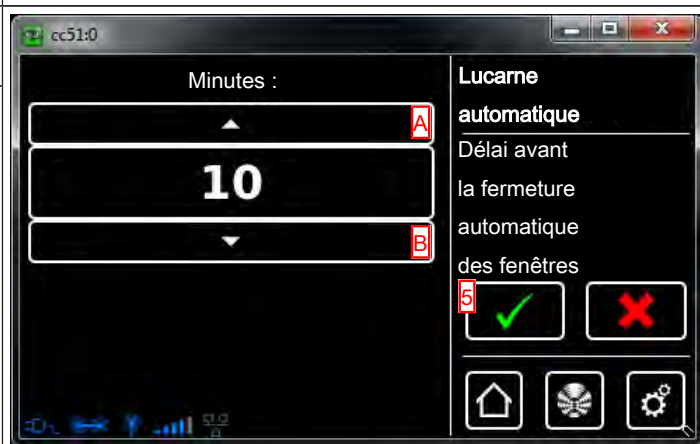 cc51:0
Minutes :
A
10
B
Lucarne
automatique
Délai avant
la fermeture
automatique
des fenêtres
5